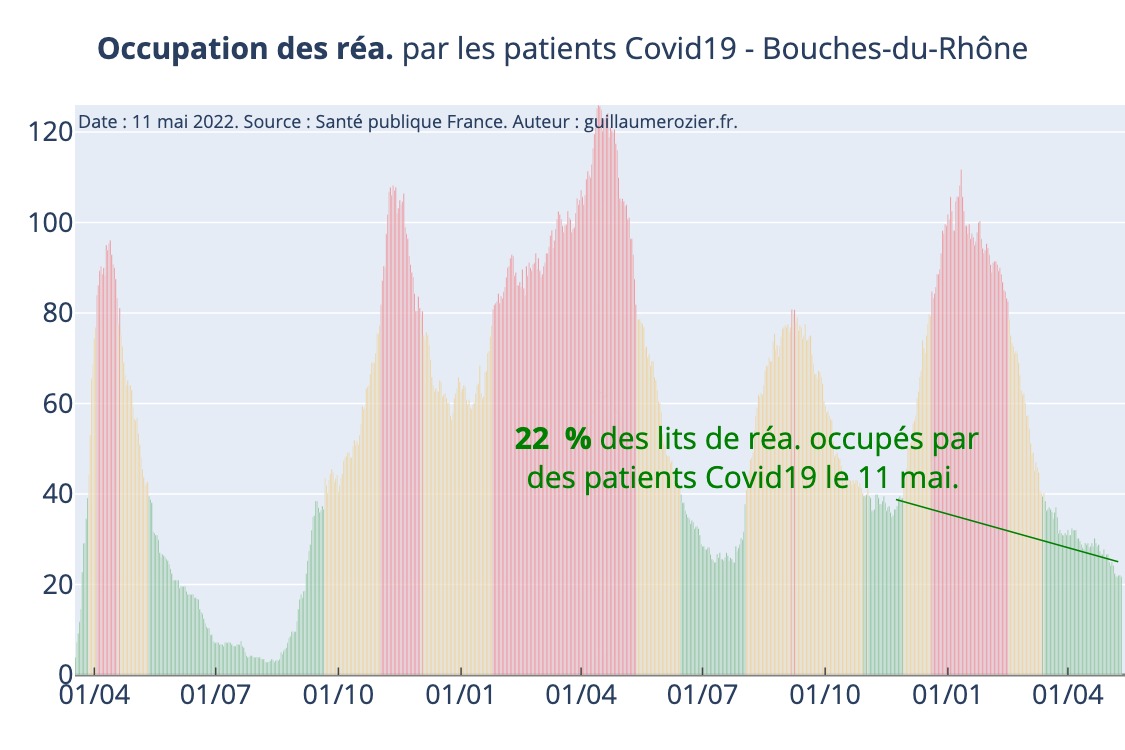 Occupation des réa. par les patients Covid19 - Bouches-du-Rhône
Date : 11 mai 2022. Source : Santé publique France. Auteur : guillaumerozier.fr.
120
100
80
60
40
20
0
22 % des lits de réa. occupés par
des patients Covid19 le 11 mai.
01/04 01/07 01/10 01/01 01/04 01/07 01/10 01/01 01/04